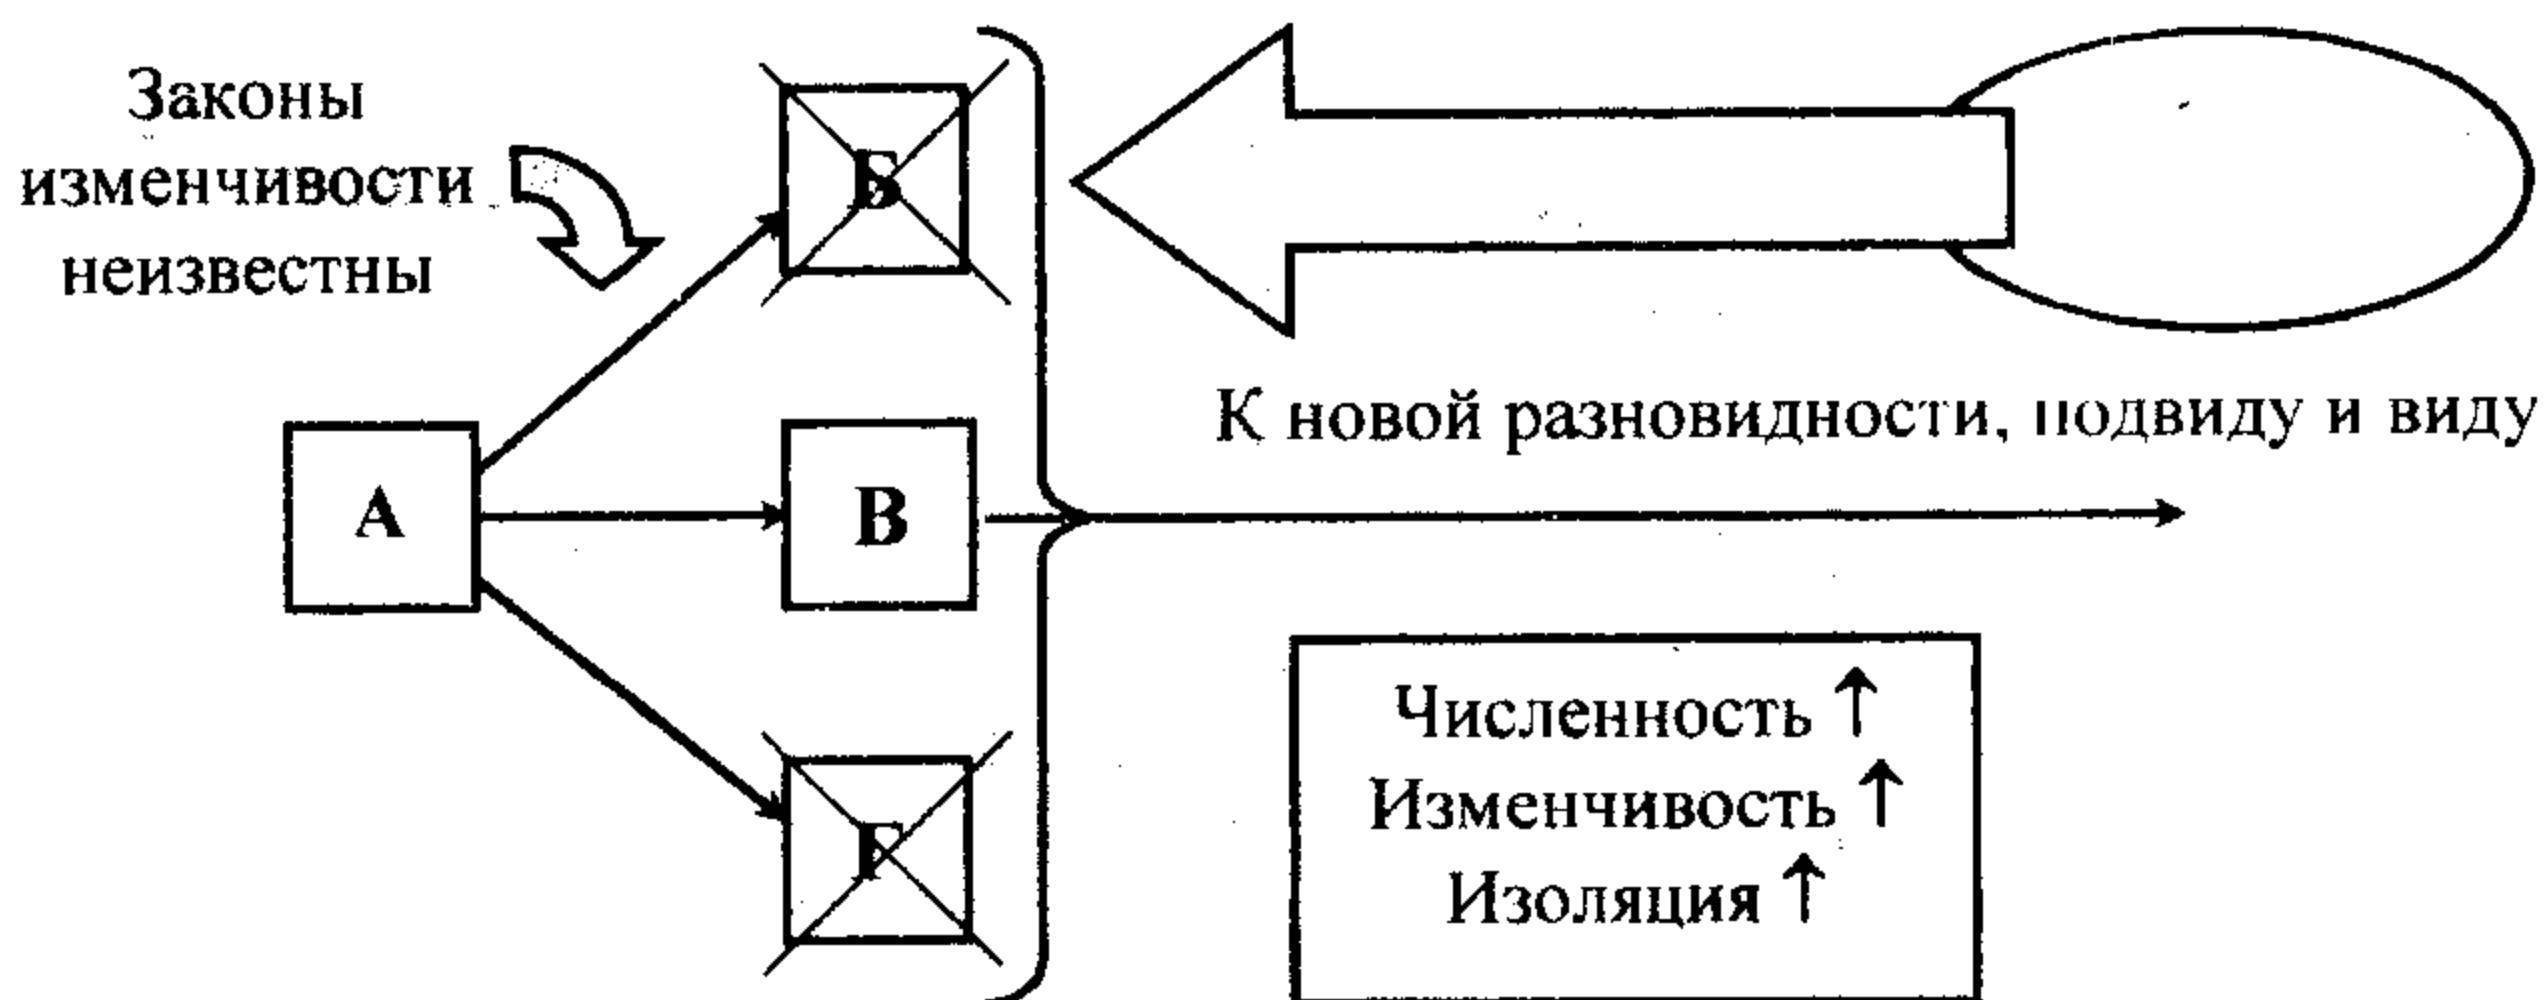 Законы
изменчивости
неизвестны
Б
К новой разновидности, подвиду и виду
А
В
Численность ↑
Изменчивость ↑
Изоляция ↑
Г